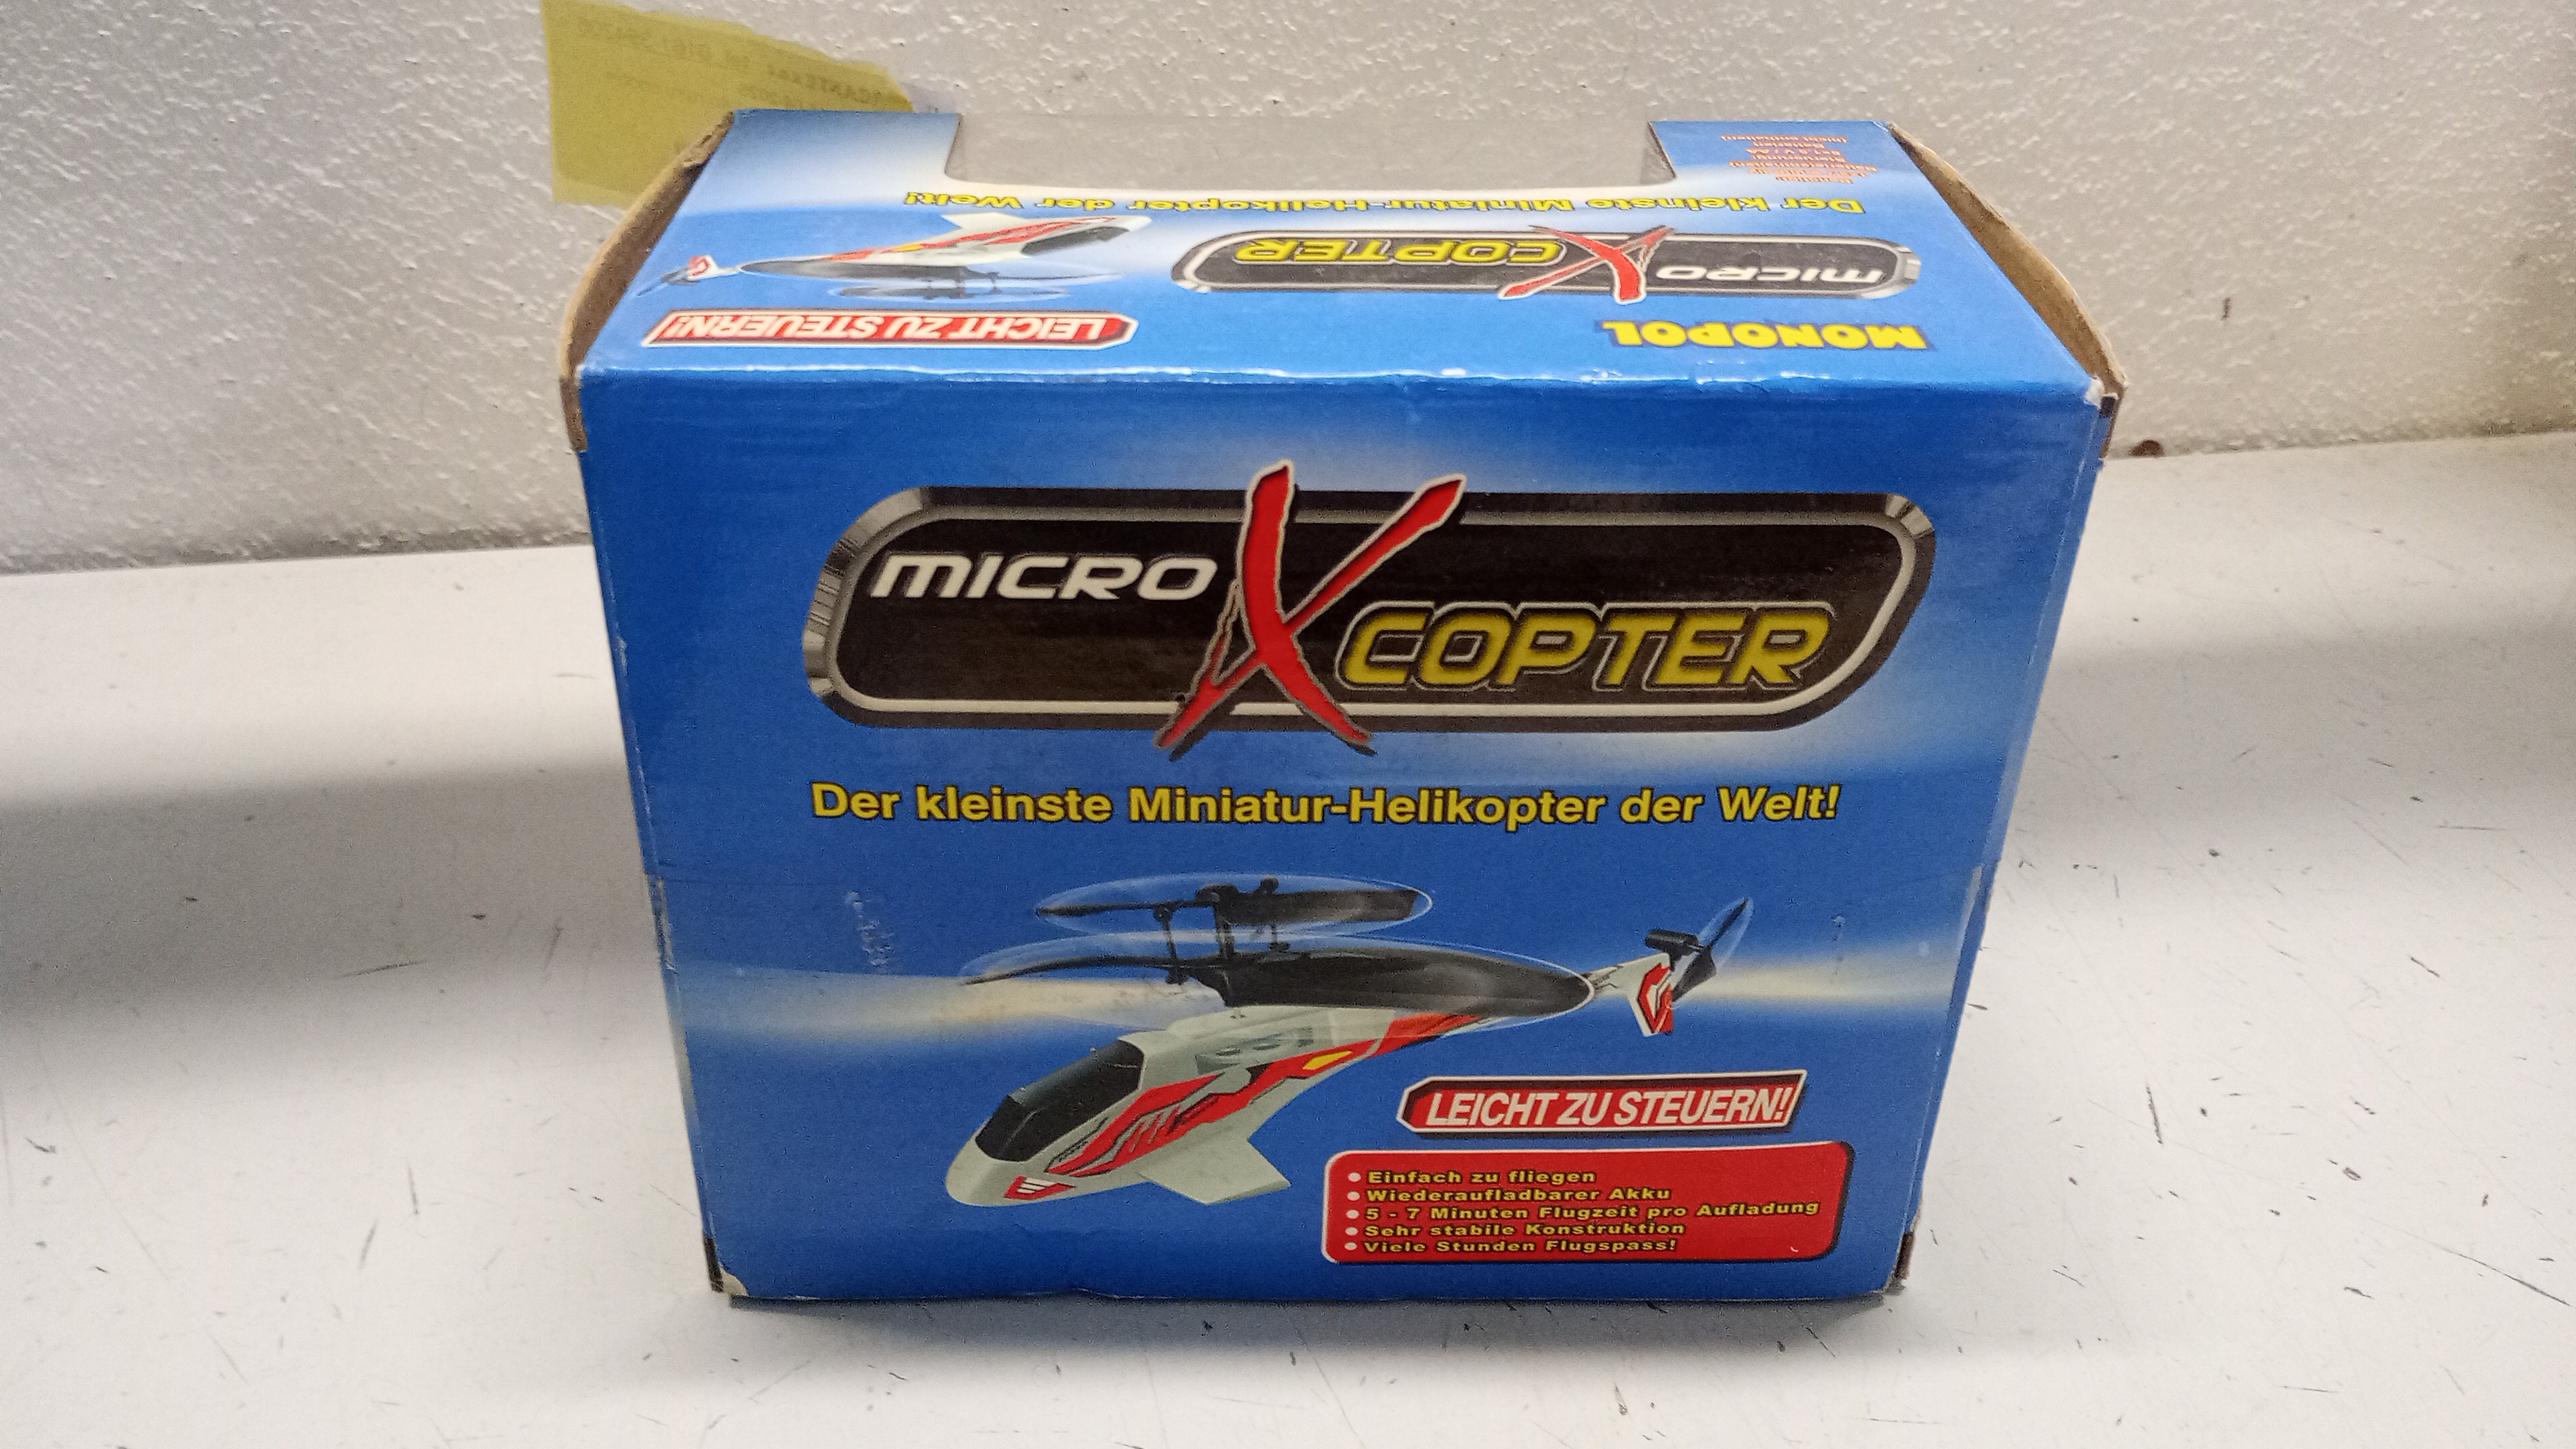 Der kleinste Miniatur-Helikopter der Welt!
MICRO X COPTER
MONOPOL
LEICHT ZU STEUERN!
MICRO X COPTER
Der kleinste Miniatur-Helikopter der Welt!
LEICHT ZU STEUERN!
• Einfach zu fliegen
• Wiederaufladbarer Akku
• 5 - 7 Minuten Flugzeit pro Aufladung
• Sehr stabile Konstruktion
• Viele Stunden Flugspass!